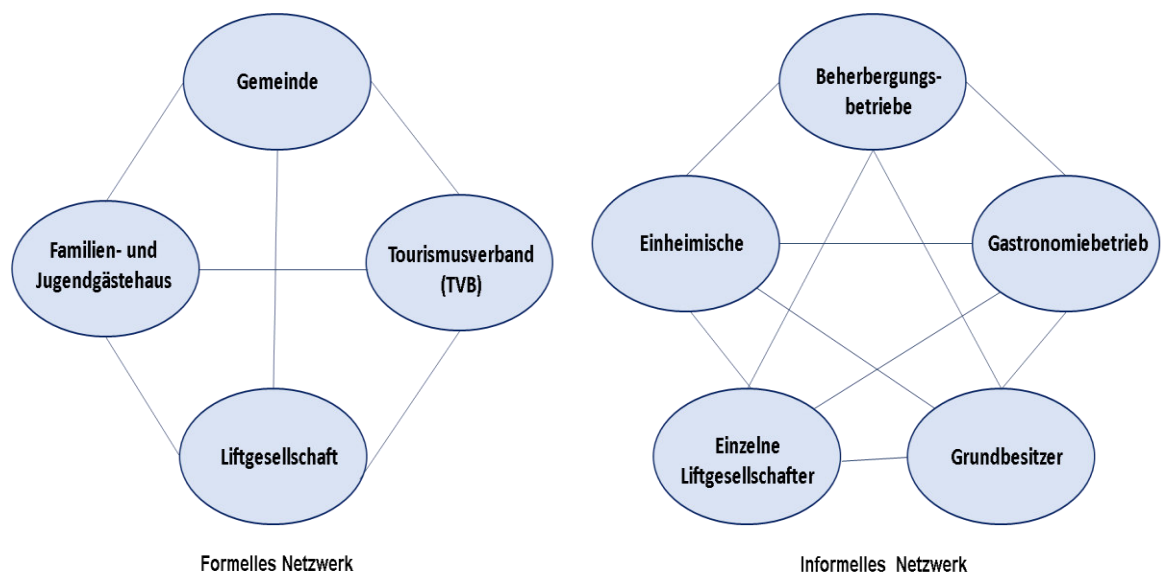 Gemeinde
Familien- und
Jugendgästehaus
Tourismusverband
(TVB)
Liftgesellschaft
Formelles Netzwerk
Beherbergungs-
betriebe
Einheimische
Gastronomiebetrieb
Einzelne
Liftgesellschafter
Grundbesitzer
Informelles Netzwerk